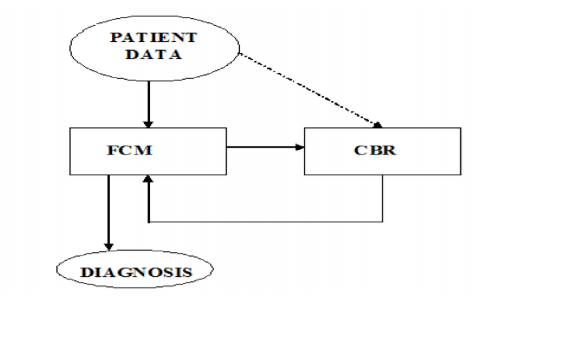 PATIENT
DATA
FCM
CBR
DIAGNOSIS